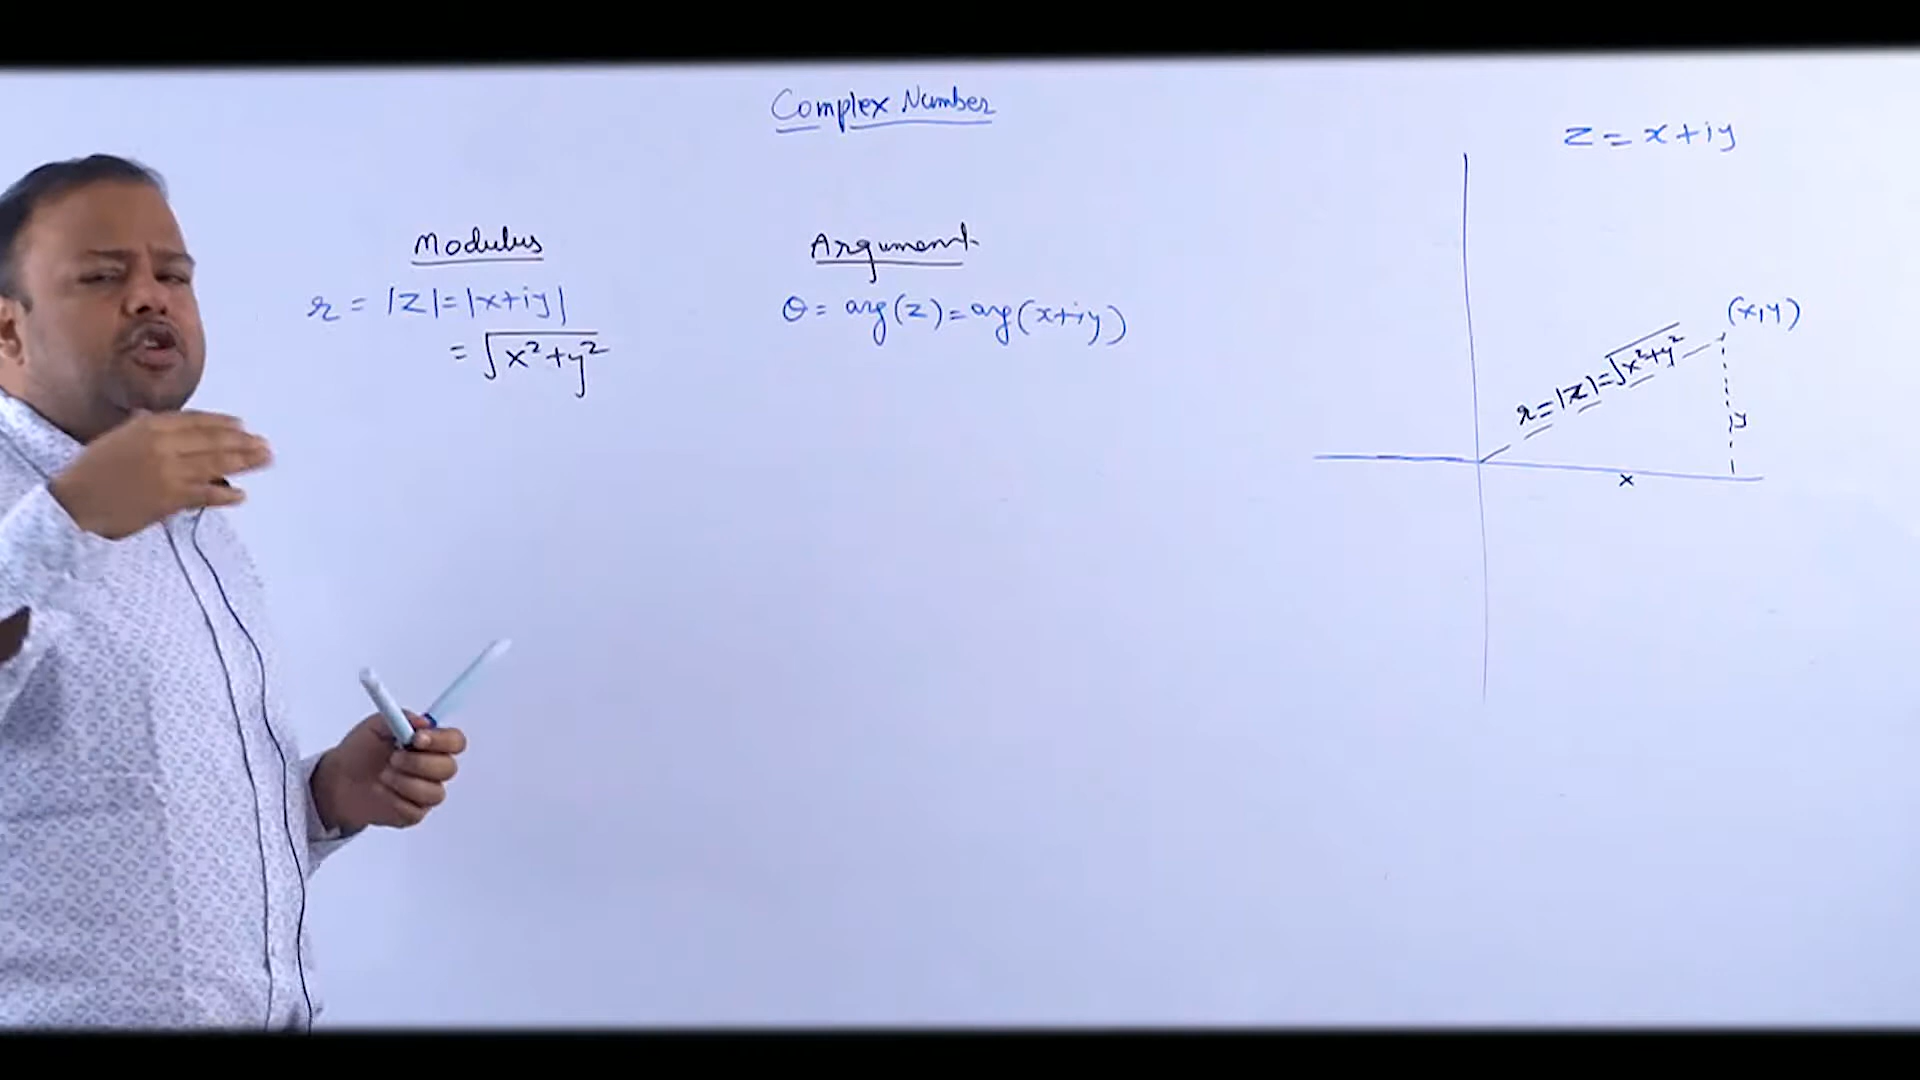 Complex Number
z = x+iy
Modulus
r = |z| = |x+iy|
= √x²+y²
Argument
θ = arg(z) = arg(x+iy)
(x,y)
r = |z| = √x²+y²
y
x